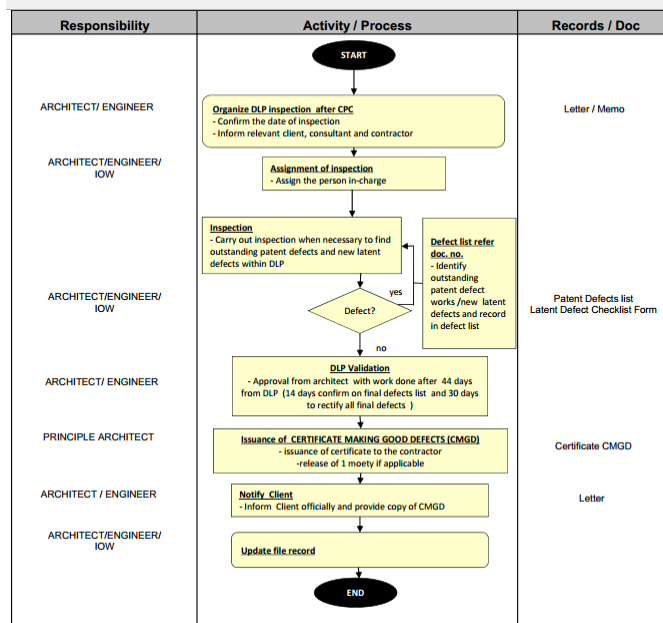 Responsibility
Activity / Process
Records / Doc
START
ARCHITECT/ ENGINEER
Organize DLP inspection after CPC
- Confirm the date of inspection
- Inform relevant client, consultant and contractor
Letter / Memo
ARCHITECT/ENGINEER/
IOW
Assignment of inspection
- Assign the person in-charge
Inspection
- Carry out inspection when necessary to find
outstanding patent defects and new latent
defects within DLP
Defect list refer
doc. no.
- Identify
outstanding
patent defect
works /new latent
defects and record
in defect list
yes
ARCHITECT/ENGINEER/
IOW
Defect?
Patent Defects list
Latent Defect Checklist Form
no
ARCHITECT/ ENGINEER
DLP Validation
- Approval from architect with work done after 44 days
from DLP (14 days confirm on final defects list and 30 days
to rectify all final defects )
PRINCIPLE ARCHITECT
Issuance of CERTIFICATE MAKING GOOD DEFECTS (CMGD)
- issuance of certificate to the contractor
-release of 1 moety if applicable
Certificate CMGD
ARCHITECT / ENGINEER
Notify Client
- Inform Client officially and provide copy of CMGD
Letter
ARCHITECT/ENGINEER/
IOW
Update file record
END